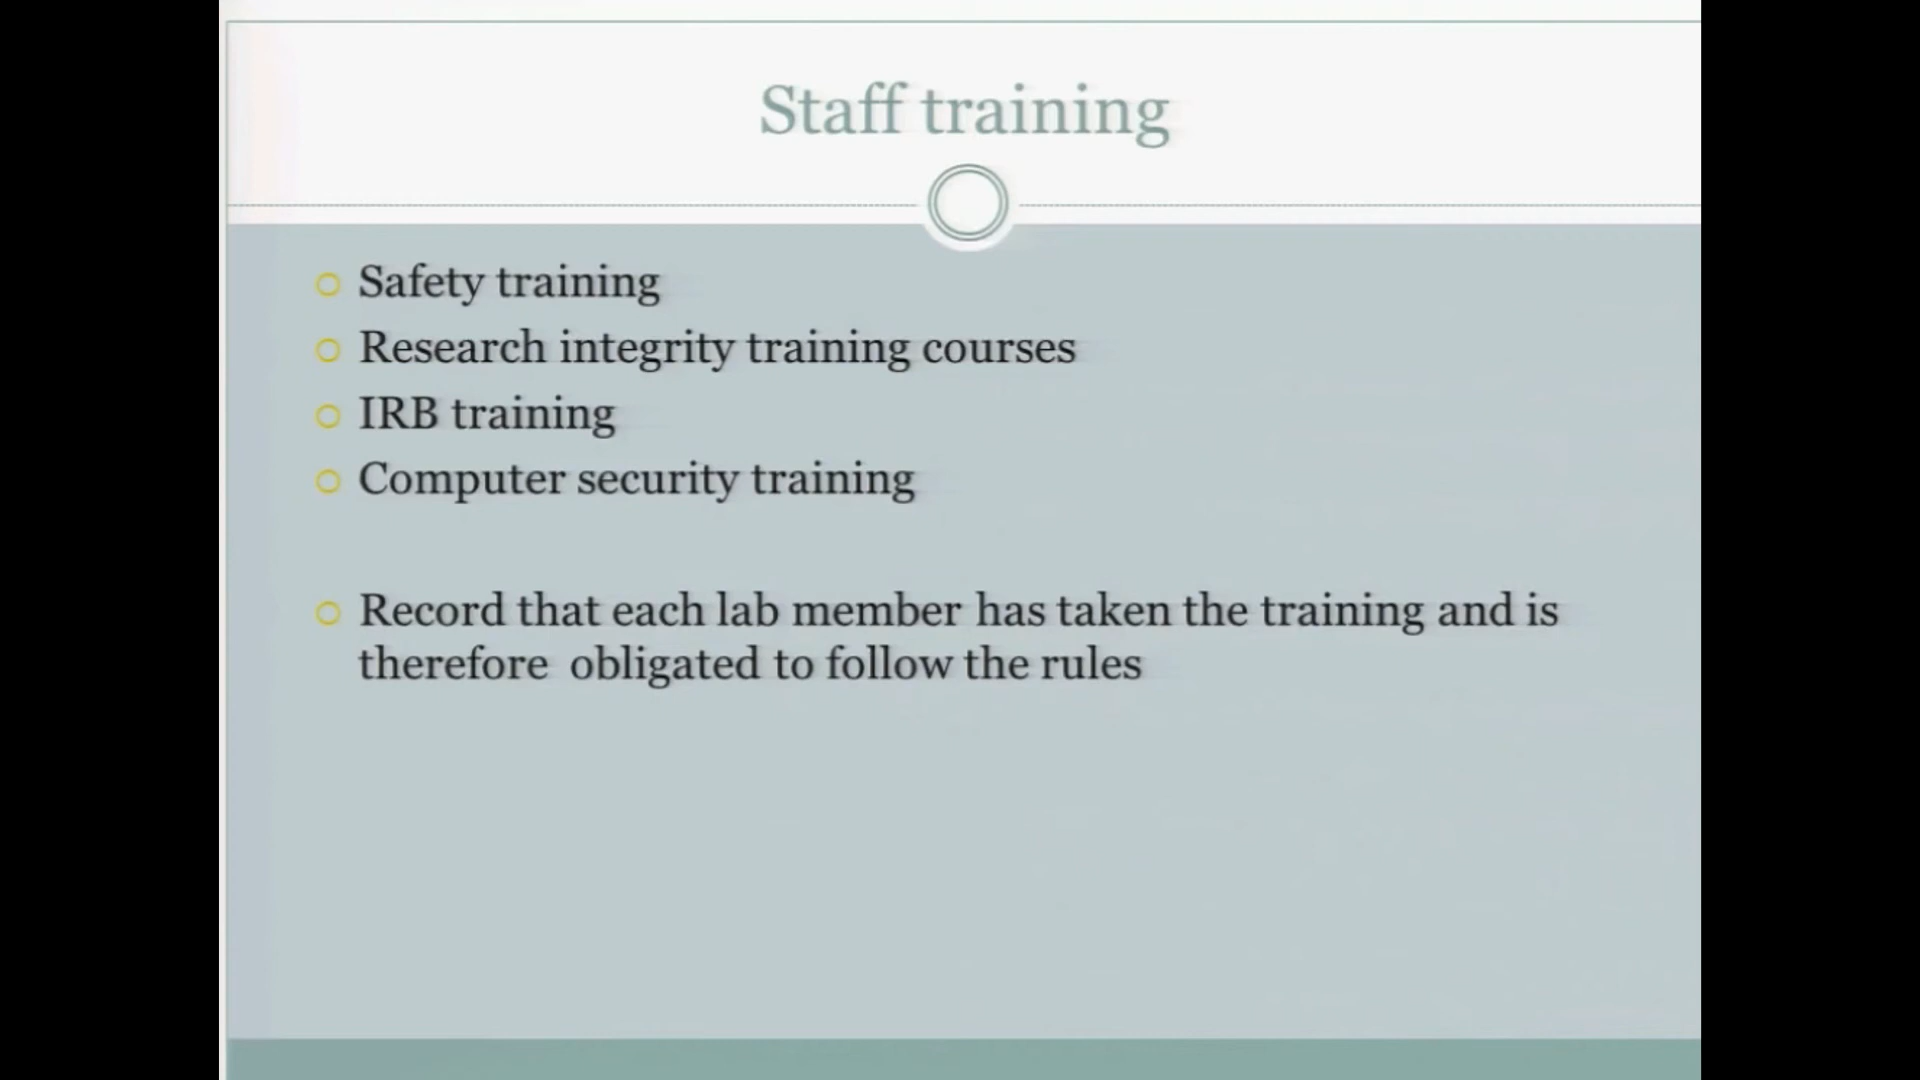 Staff training
Safety training
Research integrity training courses
IRB training
Computer security training
Record that each lab member has taken the training and is
therefore  obligated to follow the rules